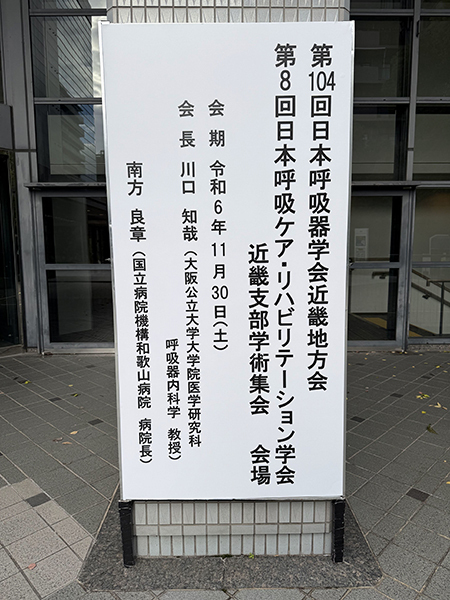 第104回日本呼吸器学会近畿地方会
第8回日本呼吸ケア・リハビリテーション学会
近畿支部学術集会　会場
会　期　令和6年11月30日(土)
会　長　川口　知哉（大阪公立大学大学院医学研究科
呼吸器内科学　教授）
南方　良章（国立病院機構和歌山病院　病院長）